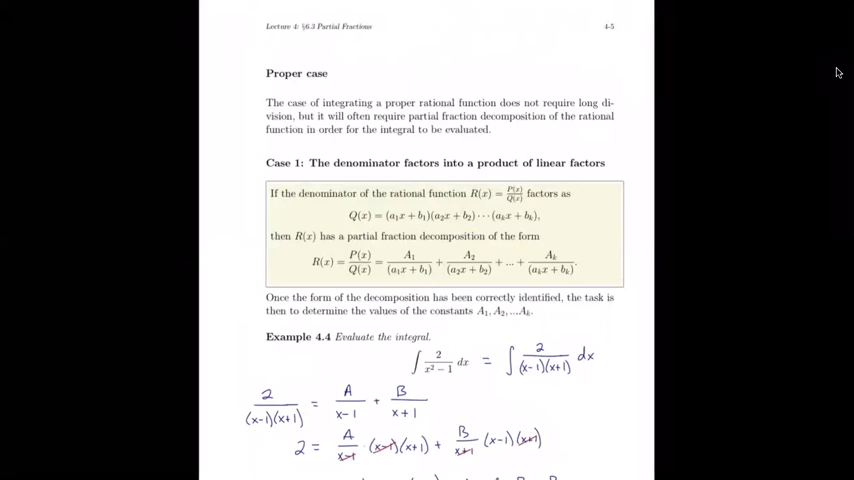 Lecture 4: §6.3 Partial Fractions 4-5
Proper case
The case of integrating a proper rational function does not require long di-
vision, but it will often require partial fraction decomposition of the rational
function in order for the integral to be evaluated.
Case 1: The denominator factors into a product of linear factors
If the denominator of the rational function R(x) = P(x)/Q(x) factors as
Q(x) = (a₁x + b₁)(a₂x + b₂) ··· (aₖx + bₖ),
then R(x) has a partial fraction decomposition of the form
R(x) = P(x)/Q(x) = A₁/(a₁x + b₁) + A₂/(a₂x + b₂) + ... + Aₖ/(aₖx + bₖ).
Once the form of the decomposition has been correctly identified, the task is
then to determine the values of the constants A₁, A₂, ...Aₖ.
Example 4.4 Evaluate the integral.
∫ 2/(x² − 1) dx = ∫ 2/((x-1)(x+1)) dx
2/((x-1)(x+1)) = A/(x-1) + B/(x+1)
2 = A/(x-1) (x-1)(x+1) + B/(x+1) (x-1)(x+1)